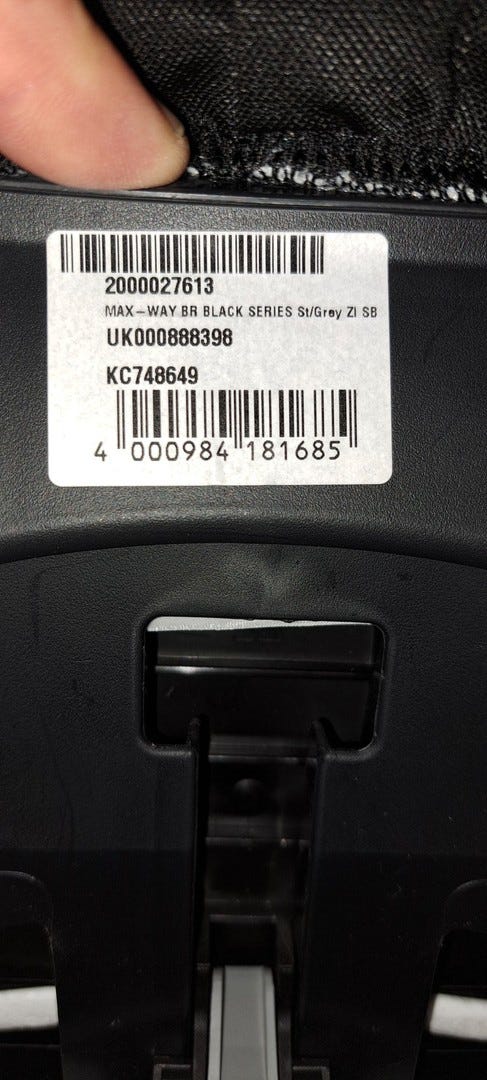 2000027613
MAX-WAY BR BLACK SERIES St/Grey ZI SB
UK000888398
KC748649
4 000984 181685